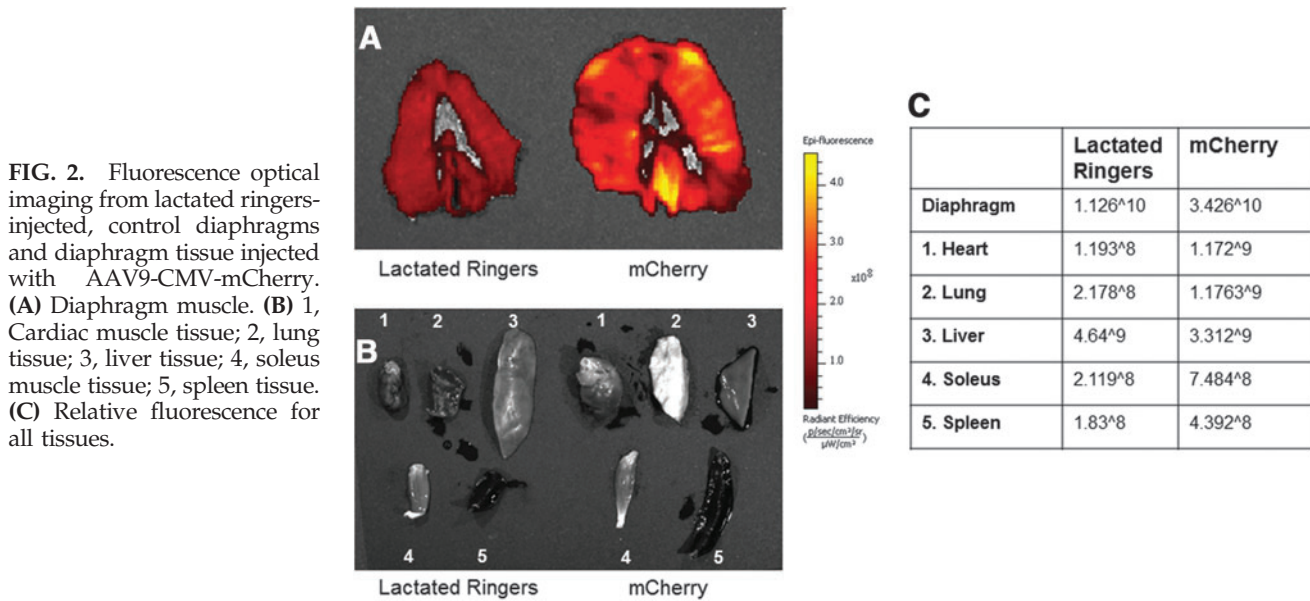 FIG. 2. Fluorescence optical
imaging from lactated ringers-
injected, control diaphragms
and diaphragm tissue injected
with AAV9-CMV-mCherry.
(A) Diaphragm muscle. (B) 1,
Cardiac muscle tissue; 2, lung
tissue; 3, liver tissue; 4, soleus
muscle tissue; 5, spleen tissue.
(C) Relative fluorescence for
all tissues.
A
Lactated Ringers mCherry
B
1 2 3 1 2 3
4 5 4 5
Lactated Ringers mCherry
Epi-fluorescence
4.0
3.0
x10^8
2.0
1.0
Radiant Efficiency
(p/sec/cm²/sr
µW/cm²)
C
Lactated Ringers mCherry
Diaphragm 1.126^10 3.426^10
1. Heart 1.193^8 1.172^9
2. Lung 2.178^8 1.1763^9
3. Liver 4.64^9 3.312^9
4. Soleus 2.119^8 7.484^8
5. Spleen 1.83^8 4.392^8